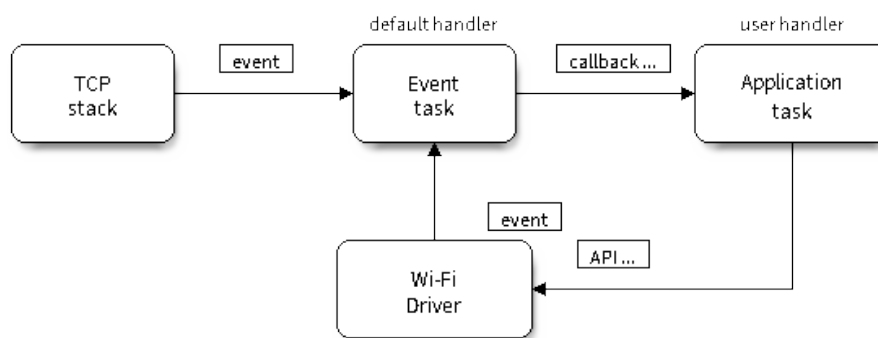 default handler
user handler
event
callback ...
TCP
stack
Event
task
Application
task
event
API ...
Wi-Fi
Driver